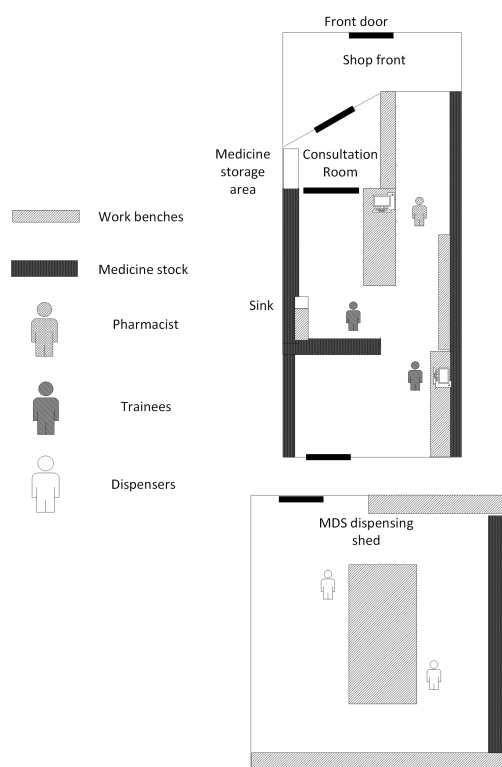 Front door
Shop front
Medicine
storage
area
Consultation
Room
Work benches
Medicine stock
Sink
Pharmacist
Trainees
Dispensers
MDS dispensing
shed